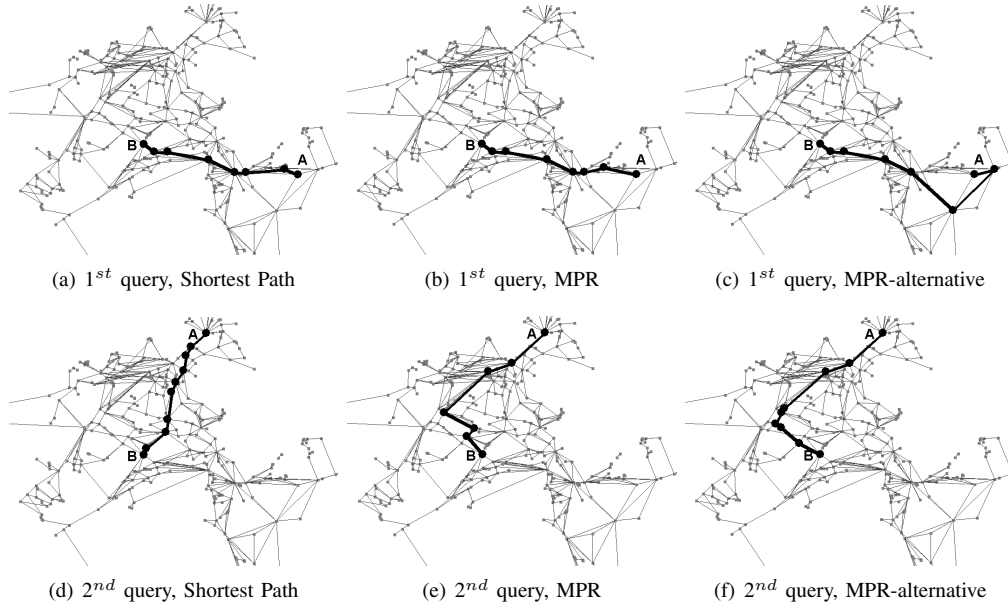 B A
B A
B A
(a) 1st query, Shortest Path
(b) 1st query, MPR
(c) 1st query, MPR-alternative
A
B
A
B
A
B
(d) 2nd query, Shortest Path
(e) 2nd query, MPR
(f) 2nd query, MPR-alternative